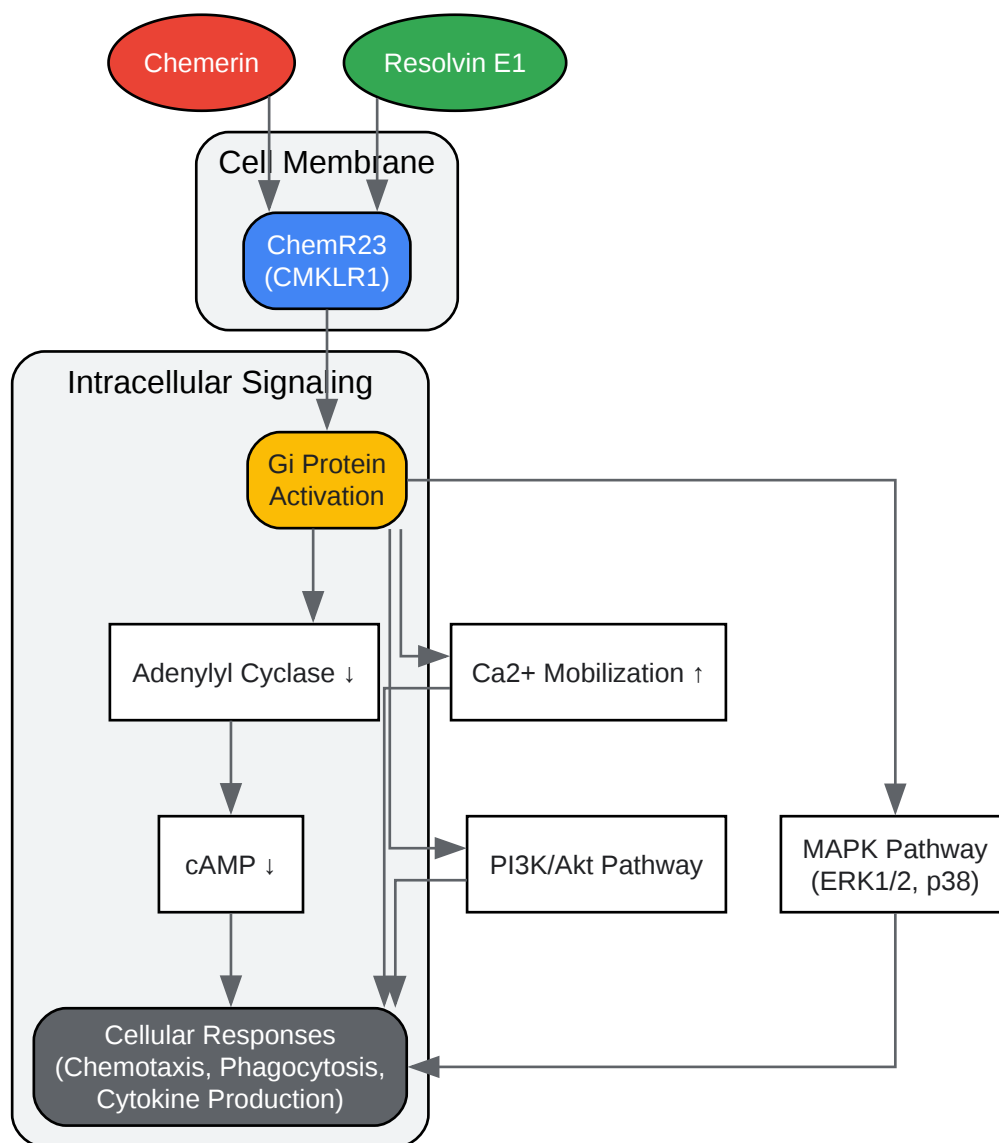 Chemerin
Resolvin E1
Cell Membrane
ChemR23
(CMKLR1)
Intracellular Signaling
Gi Protein
Activation
Adenylyl Cyclase ↓
Ca2+ Mobilization ↑
cAMP ↓
PI3K/Akt Pathway
MAPK Pathway
(ERK1/2, p38)
Cellular Responses
(Chemotaxis, Phagocytosis,
Cytokine Production)